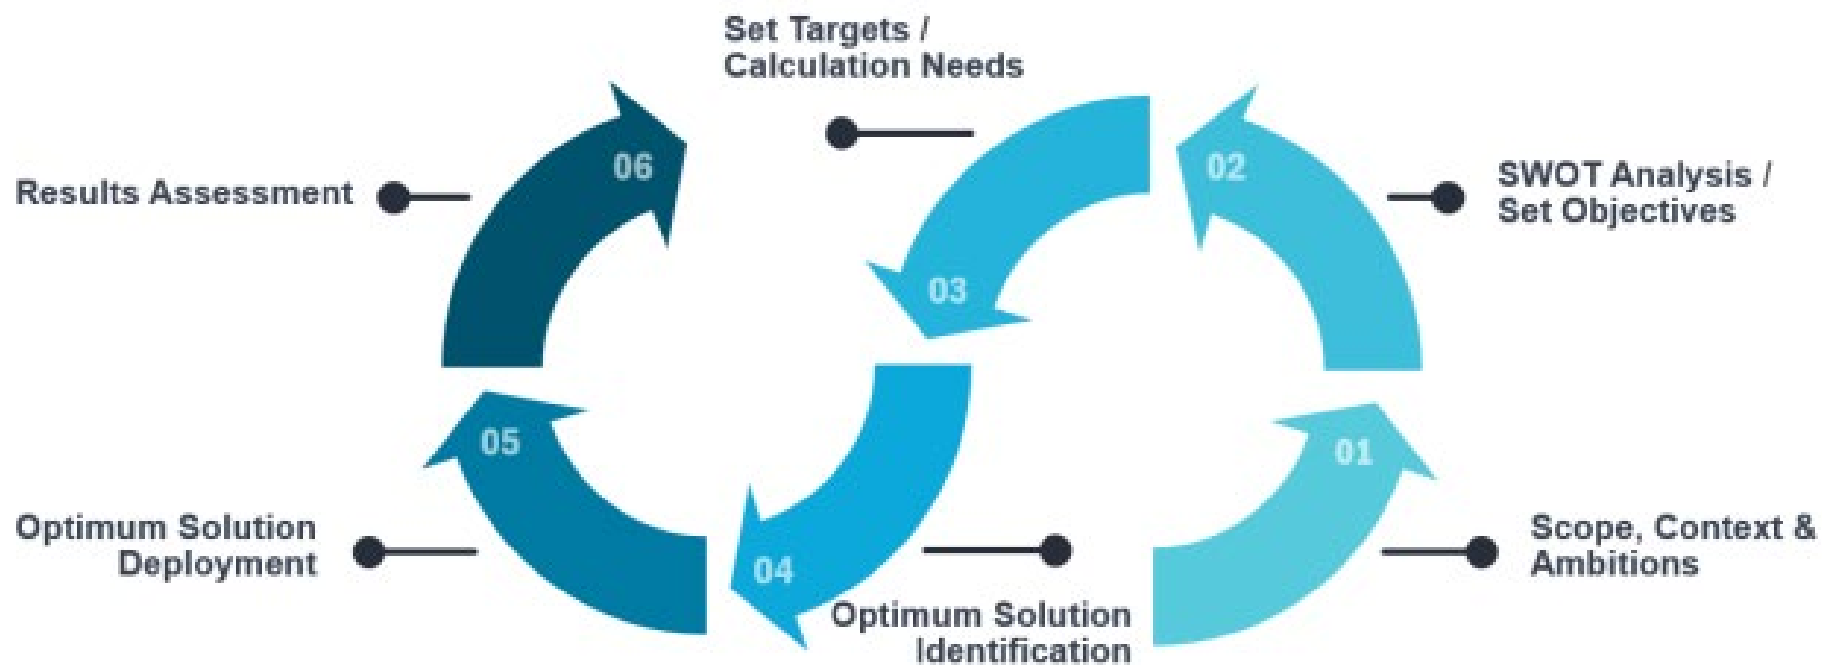 Set Targets /
Calculation Needs
06
02
Results Assessment
SWOT Analysis /
Set Objectives
03
05
01
Optimum Solution
Deployment
Scope, Context &
Ambitions
04
Optimum Solution
Identification